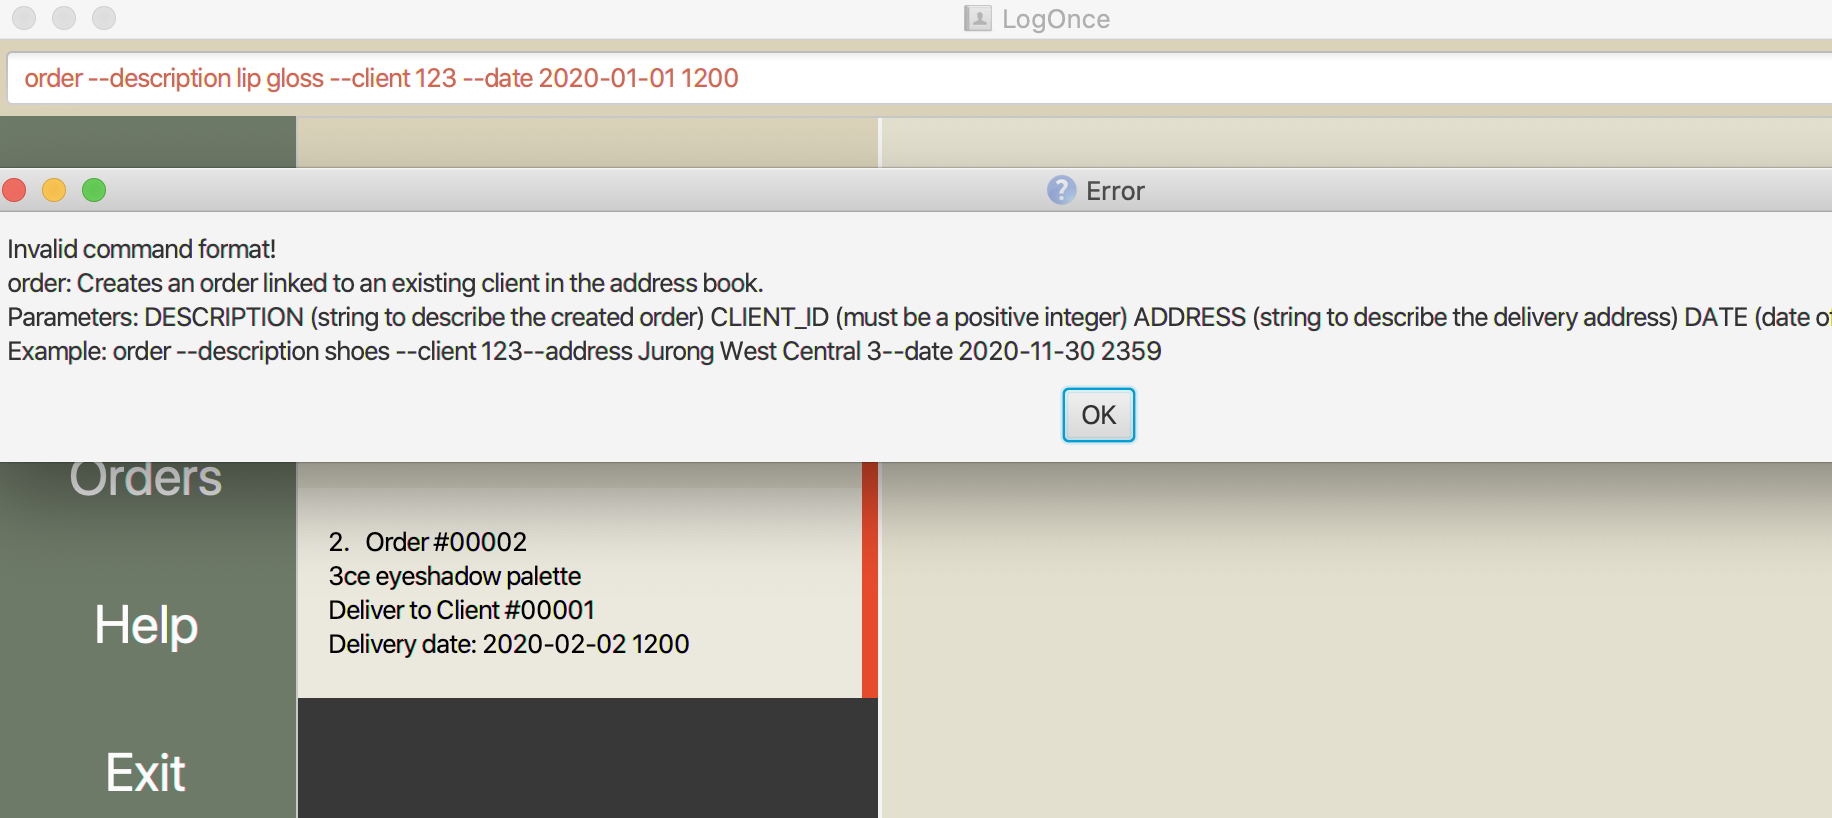 LogOnce
order --description lip gloss --client 123 --date 2020-01-01 1200
Error
Invalid command format!
order: Creates an order linked to an existing client in the address book.
Parameters: DESCRIPTION (string to describe the created order) CLIENT_ID (must be a positive integer) ADDRESS (string to describe the delivery address) DATE (date of
Example: order --description shoes --client 123--address Jurong West Central 3--date 2020-11-30 2359
OK
Orders
2. Order #00002
3ce eyeshadow palette
Deliver to Client #00001
Delivery date: 2020-02-02 1200
Help
Exit